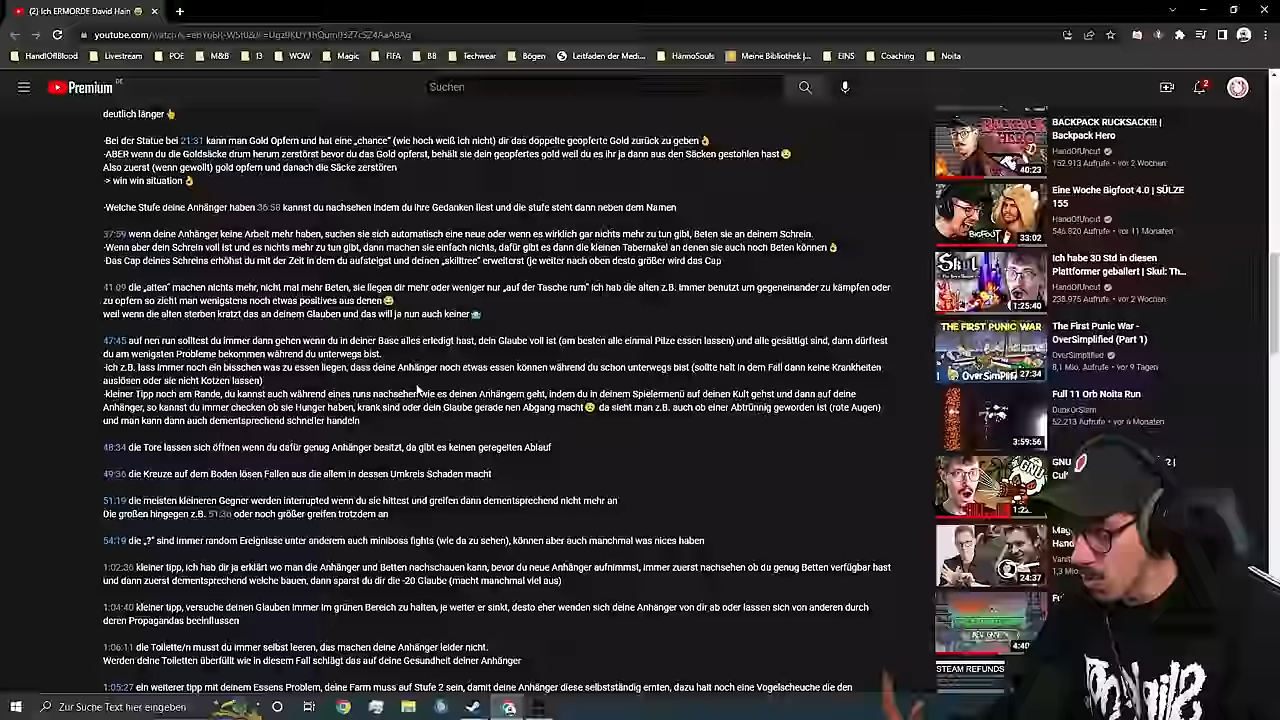 (2) Ich ERMORDE David Hain
youtube.com/
HandOfBlood
Livestream
POE
M&B
I3
WOW
Magic
FIFA
BB
Techwear
Bögen
Leitfaden der Medi...
HärmoSouls
Meine Bibliothek |...
EINS
Coaching
Noita
Premium
DE
Suchen
2
deutlich länger 👆
-Bei der Statue bei 21:31 kann man Gold Opfern und hat eine „chance“ (wie hoch weiß ich nicht) dir das doppelte geopferte Gold zurück zu geben👌
-ABER wenn du die Goldsäcke drum herum zerstörst bevor du das Gold opferst, behält sie dein geopfertes gold weil du es ihr ja dann aus den Säcken gestohlen hast
Also zuerst (wenn gewollt) gold opfern und danach die Säcke zerstören
-> win win situation👌
-Welche Stufe deine Anhänger haben 36:58 kannst du nachsehen indem du ihre Gedanken liest und die stufe steht dann neben dem Namen
37:59 wenn deine Anhänger keine Arbeit mehr haben, suchen sie sich automatisch eine neue oder wenn es wirklich gar nichts mehr zu tun gibt, Beten sie an deinem Schrein.
-Wenn aber den Schrein voll ist und es nichts mehr zu tun gibt, dann machen sie einfach nichts, dafür gibt es dann die kleinen Tabernakel an denen sie auch noch Beten können👌
-Das Cap deines Schreins erhöhst du mit der Zeit in dem du aufsteigst und deinen „skilltree“ erweiterst (je weiter nach oben desto größer wird das Cap
41:09 die „alten“ machen nichts mehr, nicht mal mehr Beten, sie liegen dir mehr oder weniger nur „auf der Tasche rum“ Ich hab die alten z.B. Immer benutzt um gegeneinander zu kämpfen oder
zu opfern so zieht man wenigstens noch etwas positives aus denen
weil wenn die alten sterben kratzt das an deinem Glauben und das will ja nun auch keiner
47:45 auf nen run solltest du immer dann gehen wenn du in deiner Base alles erledigt hast, dein Glaube voll ist (am besten alle einmal Pilze essen lassen) und alle gesättigt sind, dann dürftest
du am wenigsten Probleme bekommen während du unterwegs bist.
-Ich z.B. lass Immer noch ein bisschen was zu essen liegen, dass deine Anhänger noch etwas essen können während du schon unterwegs bist (sollte halt in dem Fall dann keine Krankheiten
auslösen oder sie nicht Kotzen lassen)
-kleiner Tipp noch am Rande, du kannst auch während eines runs nachsehen wie es deinen Anhängern geht, indem du in deinem Spielermenü auf deinen Kult gehst und dann auf deine
Anhänger, so kannst du immer checken ob sie Hunger haben, krank sind oder dein Glaube gerade nen Abgang macht da sieht man z.B. auch ob einer Abtrünnig geworden ist (rote Augen)
und man kann dann auch dementsprechend schneller handeln
48:34 die Tore lassen sich öffnen wenn du dafür genug Anhänger besitzt, da gibt es keinen geregelten Ablauf
49:36 die Kreuze auf dem Boden lösen Fallen aus die allem in dessen Umkreis Schaden macht
51:19 die meisten kleineren Gegner werden interrupted wenn du sie hittest und greifen dann dementsprechend nicht mehr an
Die großen hingegen z.B. 51:36 oder noch größer greifen trotzdem an
54:19 die „?“ sind Immer random Ereignisse unter anderem auch miniboss fights (wie da zu sehen), können aber auch manchmal was nices haben
1:02:36 kleiner tipp, ich hab dir ja erklärt wo man die Anhänger und Betten nachschauen kann, bevor du neue Anhänger aufnimmst, immer zuerst nachsehen ob du genug Betten verfügbar hast
und dann zuerst dementsprechend welche bauen, dann sparst du dir die -20 Glaube (macht manchmal viel aus)
1:04:40 kleiner tipp, versuche deinen Glauben Immer im grünen Bereich zu halten, je weiter er sinkt, desto eher wenden sich deine Anhänger von dir ab oder lassen sich von anderen durch
deren Propagandas beeinflussen
1:06:11 die Toilette/n musst du immer selbst leeren, das machen deine Anhänger leider nicht.
Werden deine Toiletten überfüllt wie in diesem Fall schlägt das auf deine Gesundheit deiner Anhänger
1:05:27 ein weiterer tipp mit deinem Problem, deine Farm muss auf Stufe 2 sein, damit deine Anhänger diese selbstständig ernten, dazu halt noch eine Vogelscheuche die den
BACKPACK HERO
40:23
BACKPACK RUCKSACK!!! |
Backpack Hero
HandOfUncut
152.913 Aufrufe • vor 2 Wochen
BIGFOOT
33:02
Eine Woche Bigfoot 4.0 | SÜLZE
155
HandOfUncut
546.820 Aufrufe • vor 11 Monaten
Skul
1:25:40
Ich habe 30 Std in diesen
Plattformer geballert | Skul: Th...
HandOfUncut
238.975 Aufrufe • vor 2 Wochen
THE FIRST PUNIC WAR
OverSimplified
27:34
The First Punic War -
OverSimplified (Part 1)
OverSimplified
8,1 Mio. Aufrufe • vor 9 Tagen
3:59:56
Full 11 Orb Noita Run
DunkOrSlam
52.213 Aufrufe
GNU
24:37
4:40
STEAM REFUNDS
Zur Suche Text hier eingeben